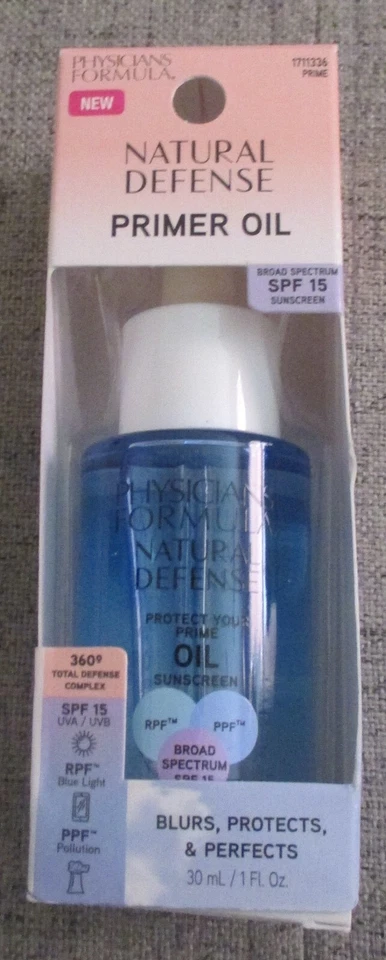 PHYSICIANS
FORMULA®
1711336
PRIME
NEW
NATURAL
DEFENSE
PRIMER OIL
BROAD SPECTRUM
SPF 15
SUNSCREEN
PHYSICIANS
FORMULA
NATURAL
DEFENSE
PROTECT YOUR
PRIME
OIL
SUNSCREEN
RPF™
PPF™
BROAD
SPECTRUM
SPF 15
360º
TOTAL DEFENSE
COMPLEX
SPF 15
UVA / UVB
RPF™
Blue Light
PPF™
Pollution
BLURS, PROTECTS,
& PERFECTS
30 mL / 1 Fl. Oz.